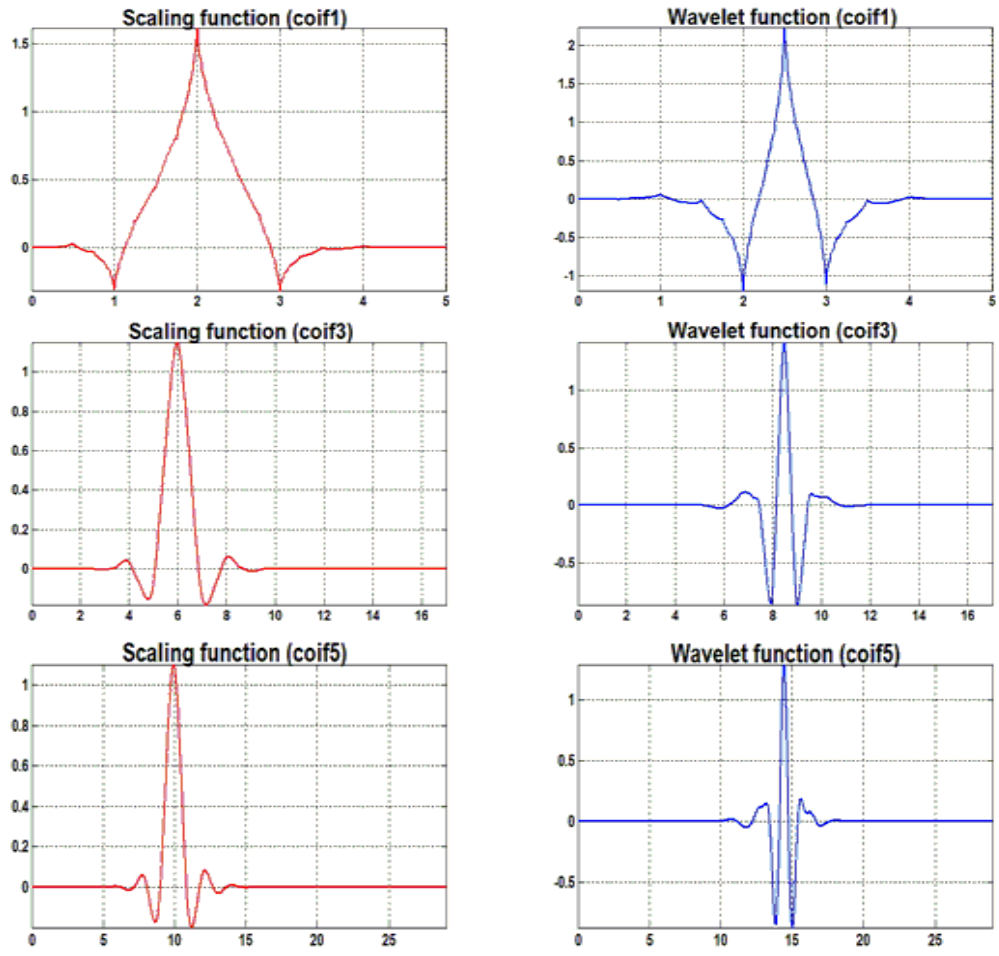 Scaling function (coif1)
1.5
1
0.5
0
0 1 2 3 4 5
Wavelet function (coif1)
2
1.5
1
0.5
0
-0.5
-1
0 1 2 3 4 5
Scaling function (coif3)
1
0.8
0.6
0.4
0.2
0
0 2 4 6 8 10 12 14 16
Wavelet function (coif3)
1
0.5
0
-0.5
0 2 4 6 8 10 12 14 16
Scaling function (coif5)
1
0.8
0.6
0.4
0.2
0
0 5 10 15 20 25
Wavelet function (coif5)
1
0.5
0
-0.5
0 5 10 15 20 25